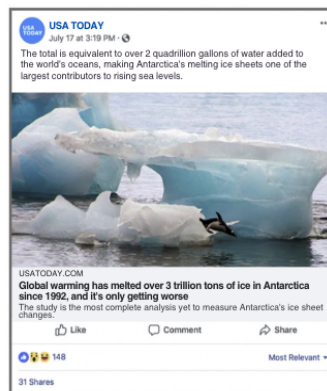 USA TODAY
USA TODAY
July 17 at 3:19 PM ·
The total is equivalent to over 2 quadrillion gallons of water added to
the world's oceans, making Antarctica's melting ice sheets one of the
largest contributors to rising sea levels.
USATODAY.COM
Global warming has melted over 3 trillion tons of ice in Antarctica
since 1992, and it's only getting worse
The study is the most complete analysis yet to measure Antarctica's ice sheet
changes.
Like Comment Share
148 Most Relevant
31 Shares